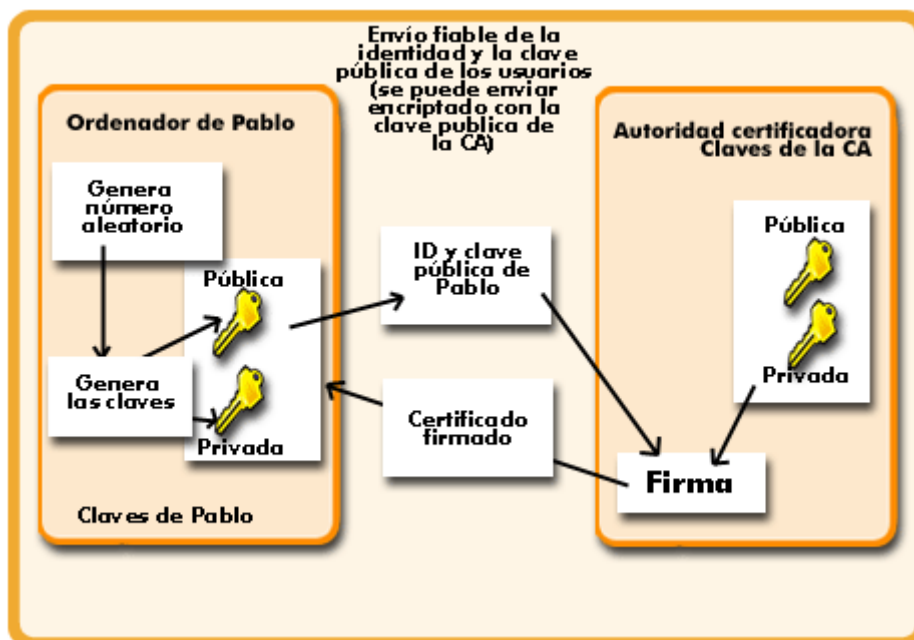 Envío fiable de la
identidad y la clave
pública de los usuarios
(se puede enviar
encriptado con la
clave publica de
la CA)
Ordenador de Pablo
Genera
número
aleatorio
Pública
Genera
las claves
Privada
Claves de Pablo
ID y clave
pública de
Pablo
Certificado
firmado
Autoridad certificadora
Claves de la CA
Pública
Privada
Firma